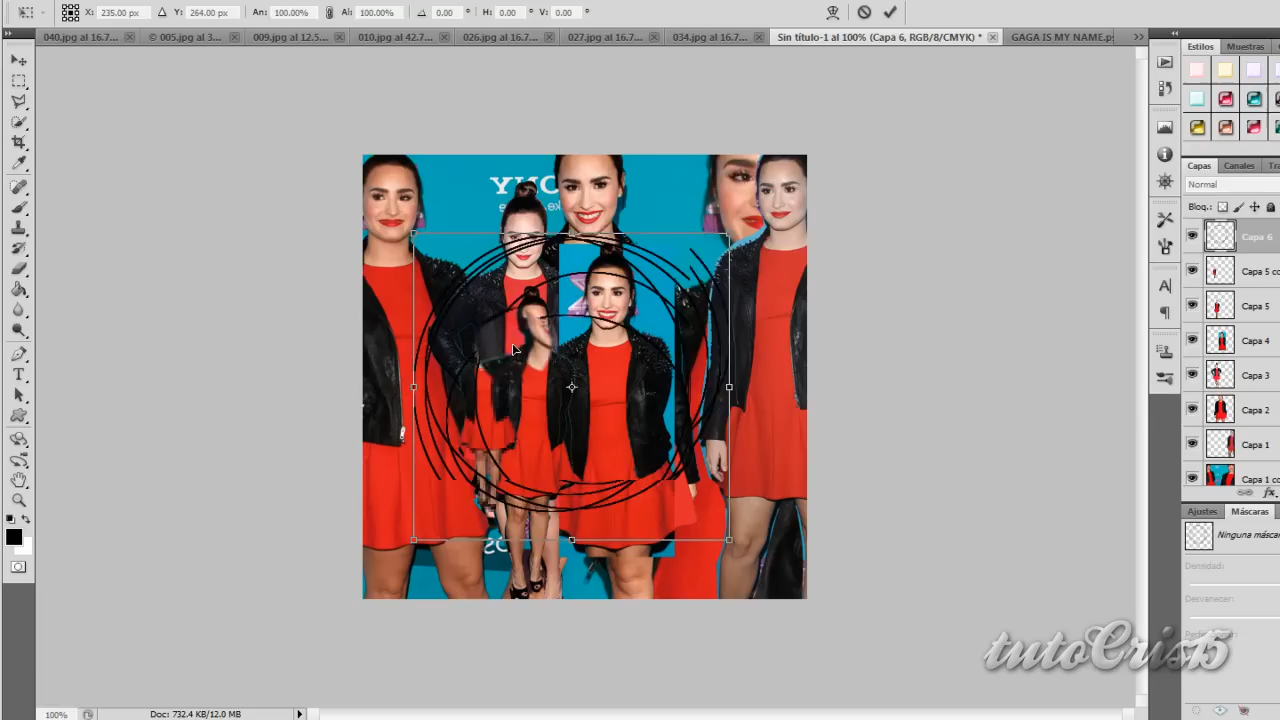 X: 235.00 px Y: 264.00 px An: 100.00% Al: 100.00% 0.00 ° H: 0.00 ° V: 0.00 °
040.jpg al 16.7... © 005.jpg al 3... 009.jpg al 12.5... 010.jpg al 42.7... 026.jpg al 16.7... 027.jpg al 16.7... 034.jpg al 16.7... Sin título-1 al 100% (Capa 6, RGB/8/CMYK) * GAGA IS MY NAME.p
Estilos Muestras
Capas Canales Tra
Normal
Bloq.:
Capa 6
Capa 5 co
Capa 5
Capa 4
Capa 3
Capa 2
Capa 1
Capa 1 co
fx
Ajustes Máscaras
Ninguna másca
Densidad:
Desvanecer:
tutoCris15
100% Doc: 732.4 KB/12.0 MB